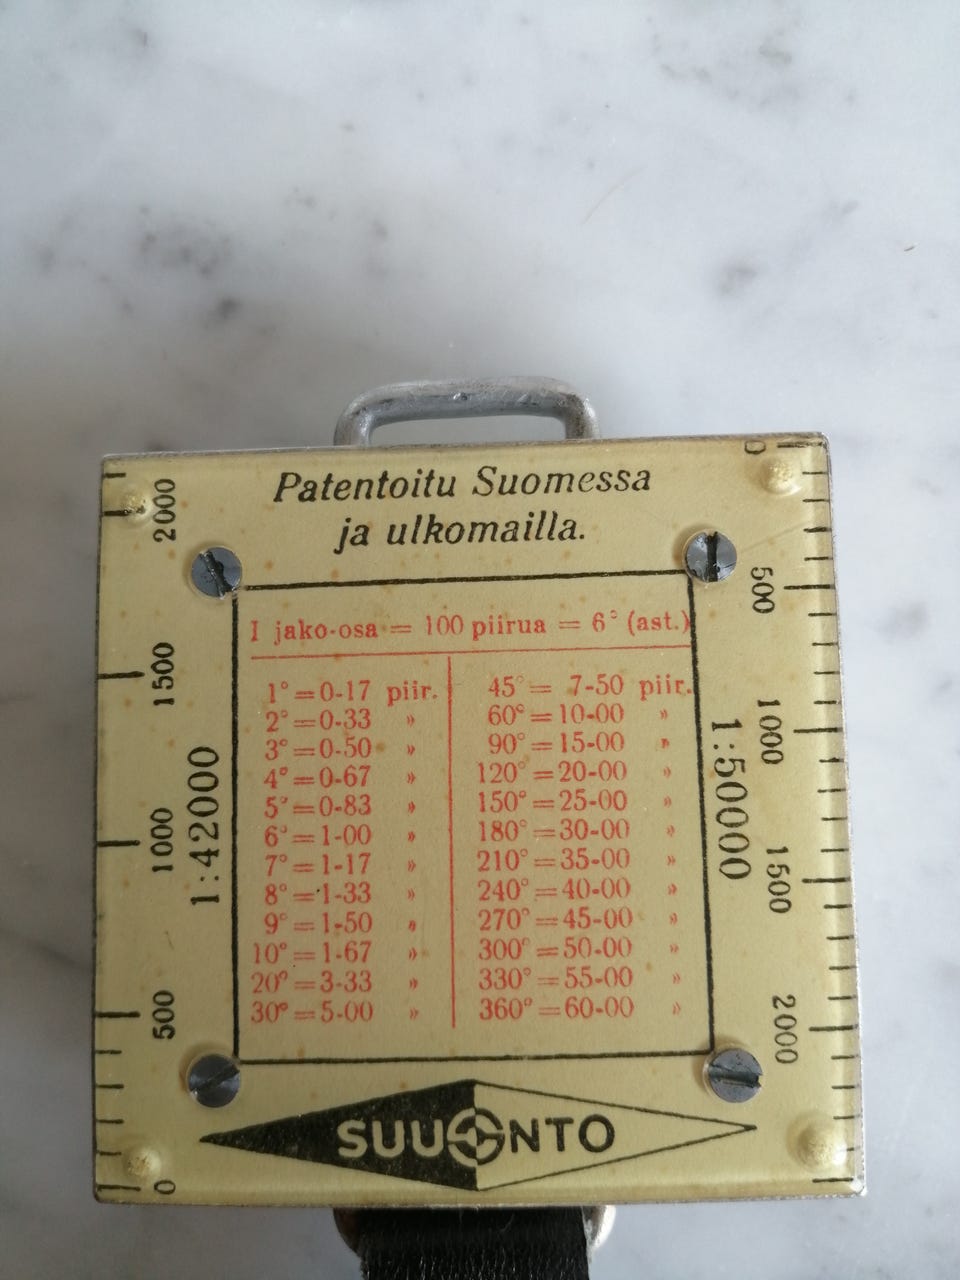 Patentoitu Suomessa
ja ulkomailla.
I jako-osa = 100 piirua = 6° (ast.)
1° = 0-17 piir.
2° = 0-33 »
3° = 0-50 »
4° = 0-67 »
5° = 0-83 »
6° = 1-00 »
7° = 1-17 »
8° = 1-33 »
9° = 1-50 »
10° = 1-67 »
20° = 3-33 »
30° = 5-00 »
45° = 7-50 piir.
60° = 10-00 »
90° = 15-00 »
120° = 20-00 »
150° = 25-00 »
180° = 30-00 »
210° = 35-00 »
240° = 40-00 »
270° = 45-00 »
300° = 50-00 »
330° = 55-00 »
360° = 60-00 »
0 500 1000 1500 2000
1:42000
0 500 1000 1500 2000
1:50000
SUUNTO